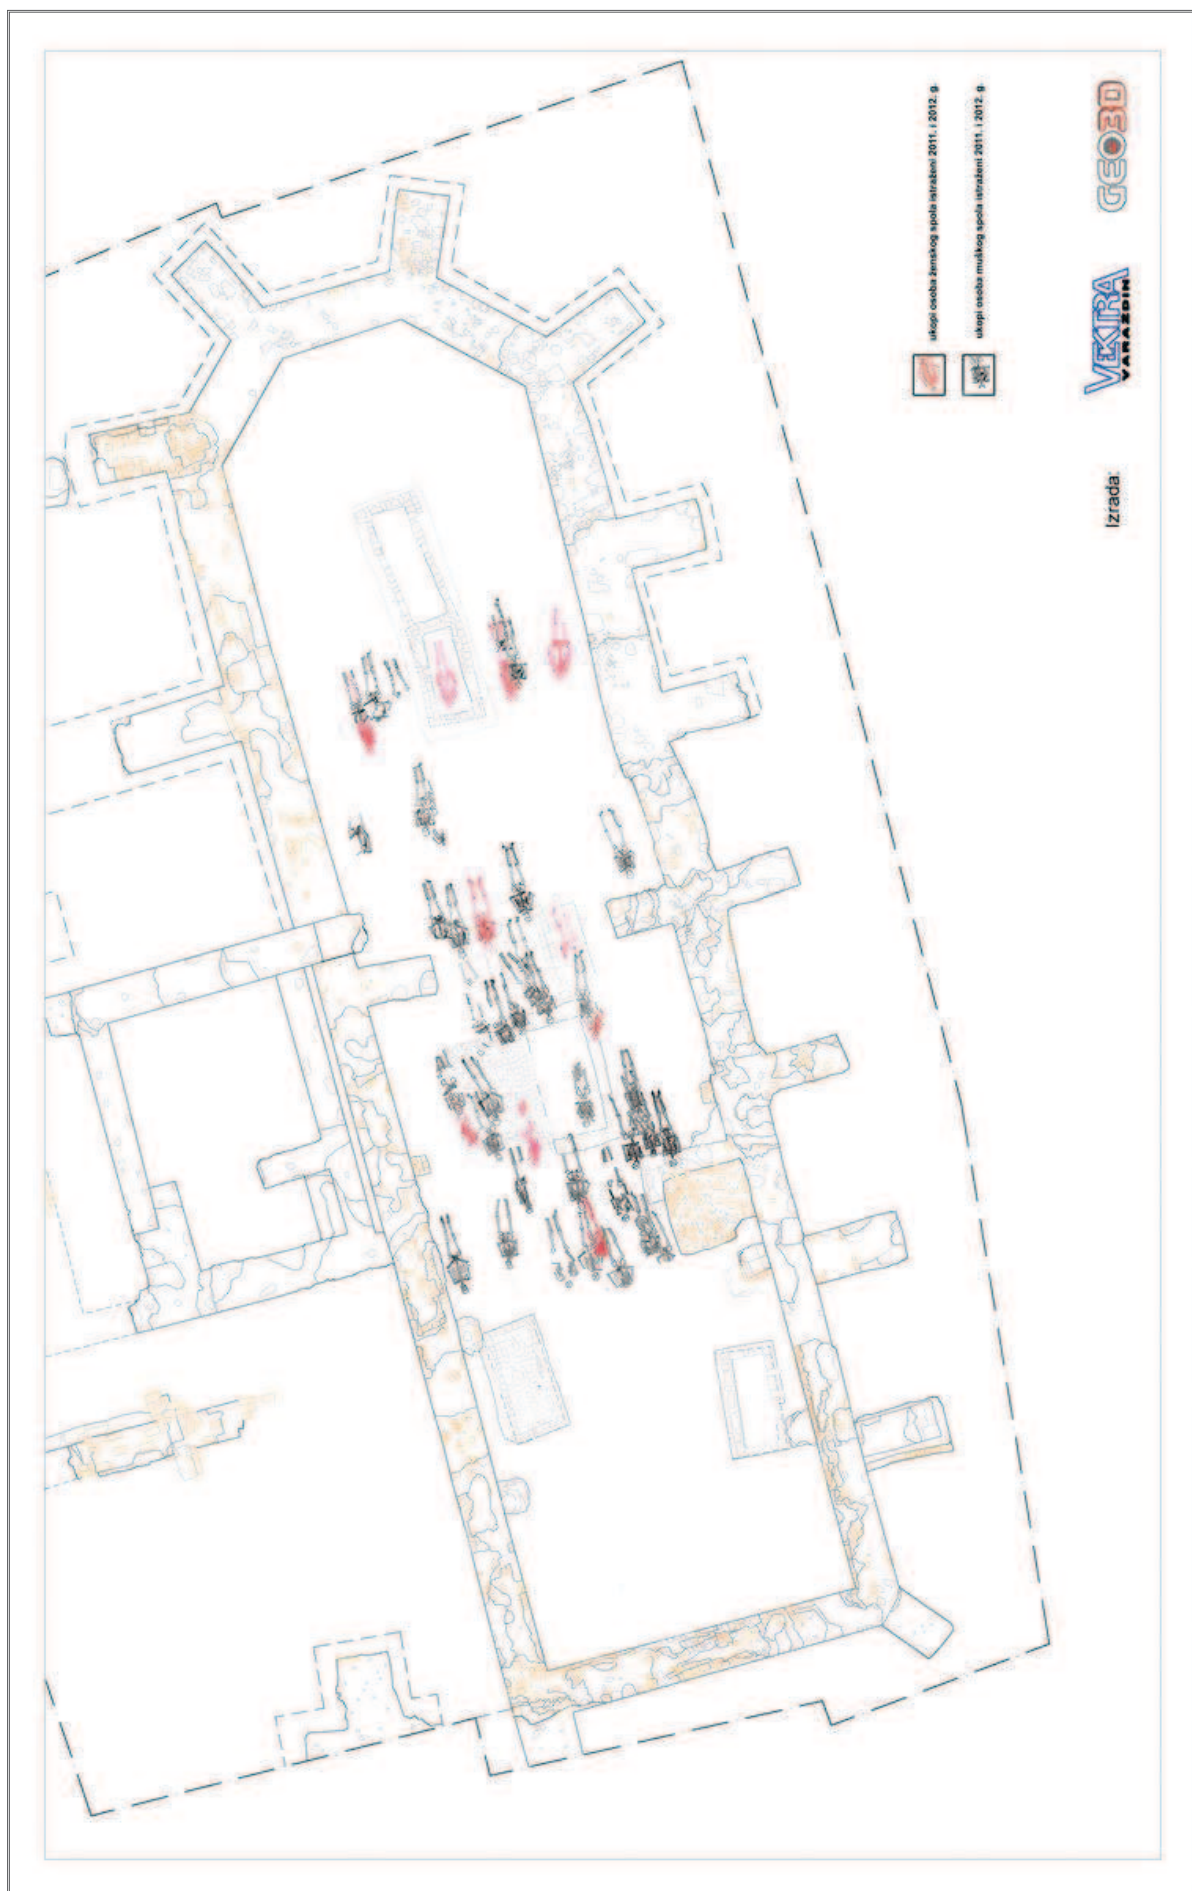 ukopi osoba ženskog spola istraženi 2011. i 2012. g.
ukopi osoba muškog spola istraženi 2011. i 2012. g.
Izrada:
VEKTRA
VARAŽDIN
GEO3D